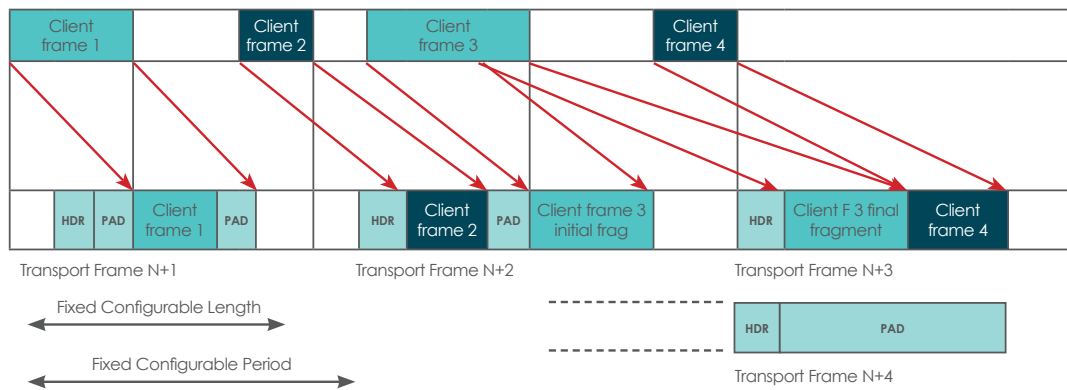 Client
frame 1
Client
frame 2
Client
frame 3
Client
frame 4
HDR
PAD
Client
frame 1
PAD
HDR
Client
frame 2
PAD
Client frame 3
initial frag
HDR
Client F 3 final
fragment
Client
frame 4
Transport Frame N+1
Transport Frame N+2
Transport Frame N+3
Fixed Configurable Length
HDR
PAD
Fixed Configurable Period
Transport Frame N+4